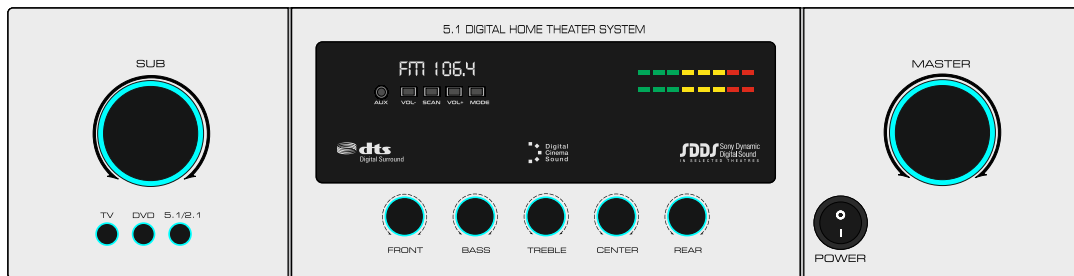 5.1 DIGITAL HOME THEATER SYSTEM
SUB
MASTER
FM 106.4
AUX VOL- SCAN VOL+ MODE
dts
Digital Surround
Digital
Cinema
Sound
SDDS Sony Dynamic
Digital Sound
IN SELECTED THEATRES
TV DVD 5.1/2.1
FRONT BASS TREBLE CENTER REAR
POWER